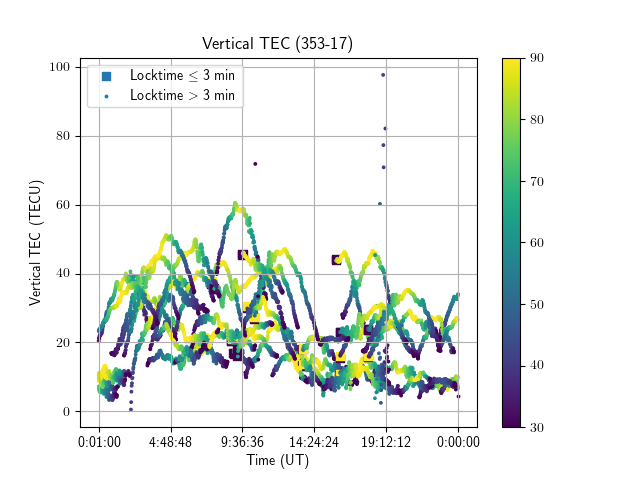 Vertical TEC (353-17)
Locktime ≤ 3 min
Locktime > 3 min
Vertical TEC (TECU)
100
80
60
40
20
0
0:01:00 4:48:48 9:36:36 14:24:24 19:12:12 0:00:00
Time (UT)
90
80
70
60
50
40
30